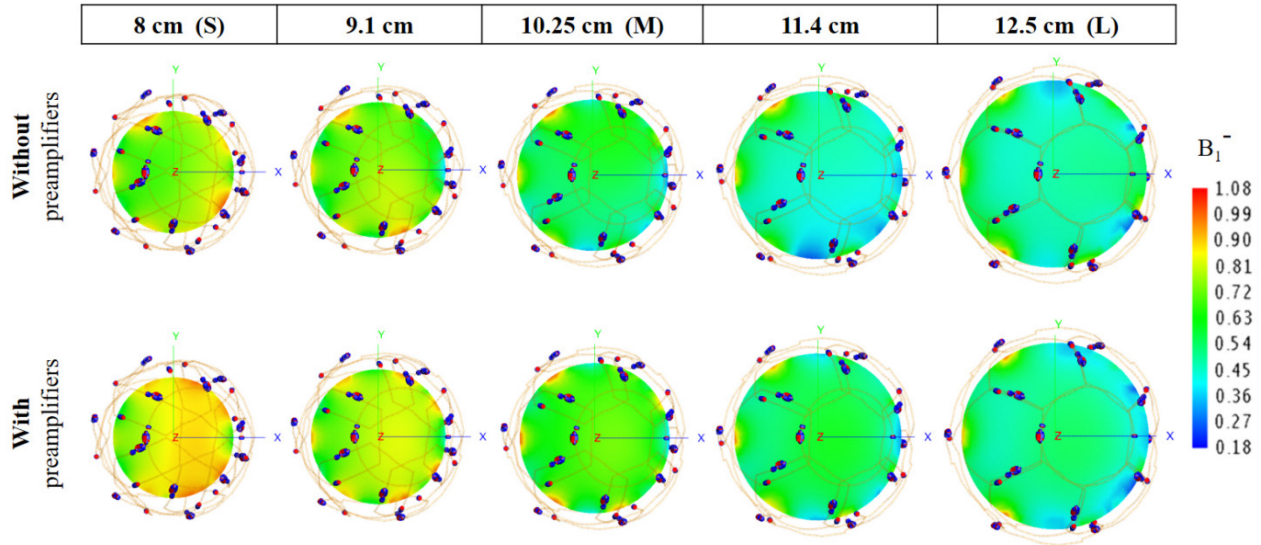 8 cm (S) 9.1 cm 10.25 cm (M) 11.4 cm 12.5 cm (L)
Without
preamplifiers
Y Y Y Y Y
Z X Z X Z X Z X Z X
B₁⁻
1.08
0.99
0.90
0.81
0.72
0.63
0.54
0.45
0.36
0.27
0.18
With
preamplifiers
Y Y Y Y Y
Z X Z X Z X Z X Z X